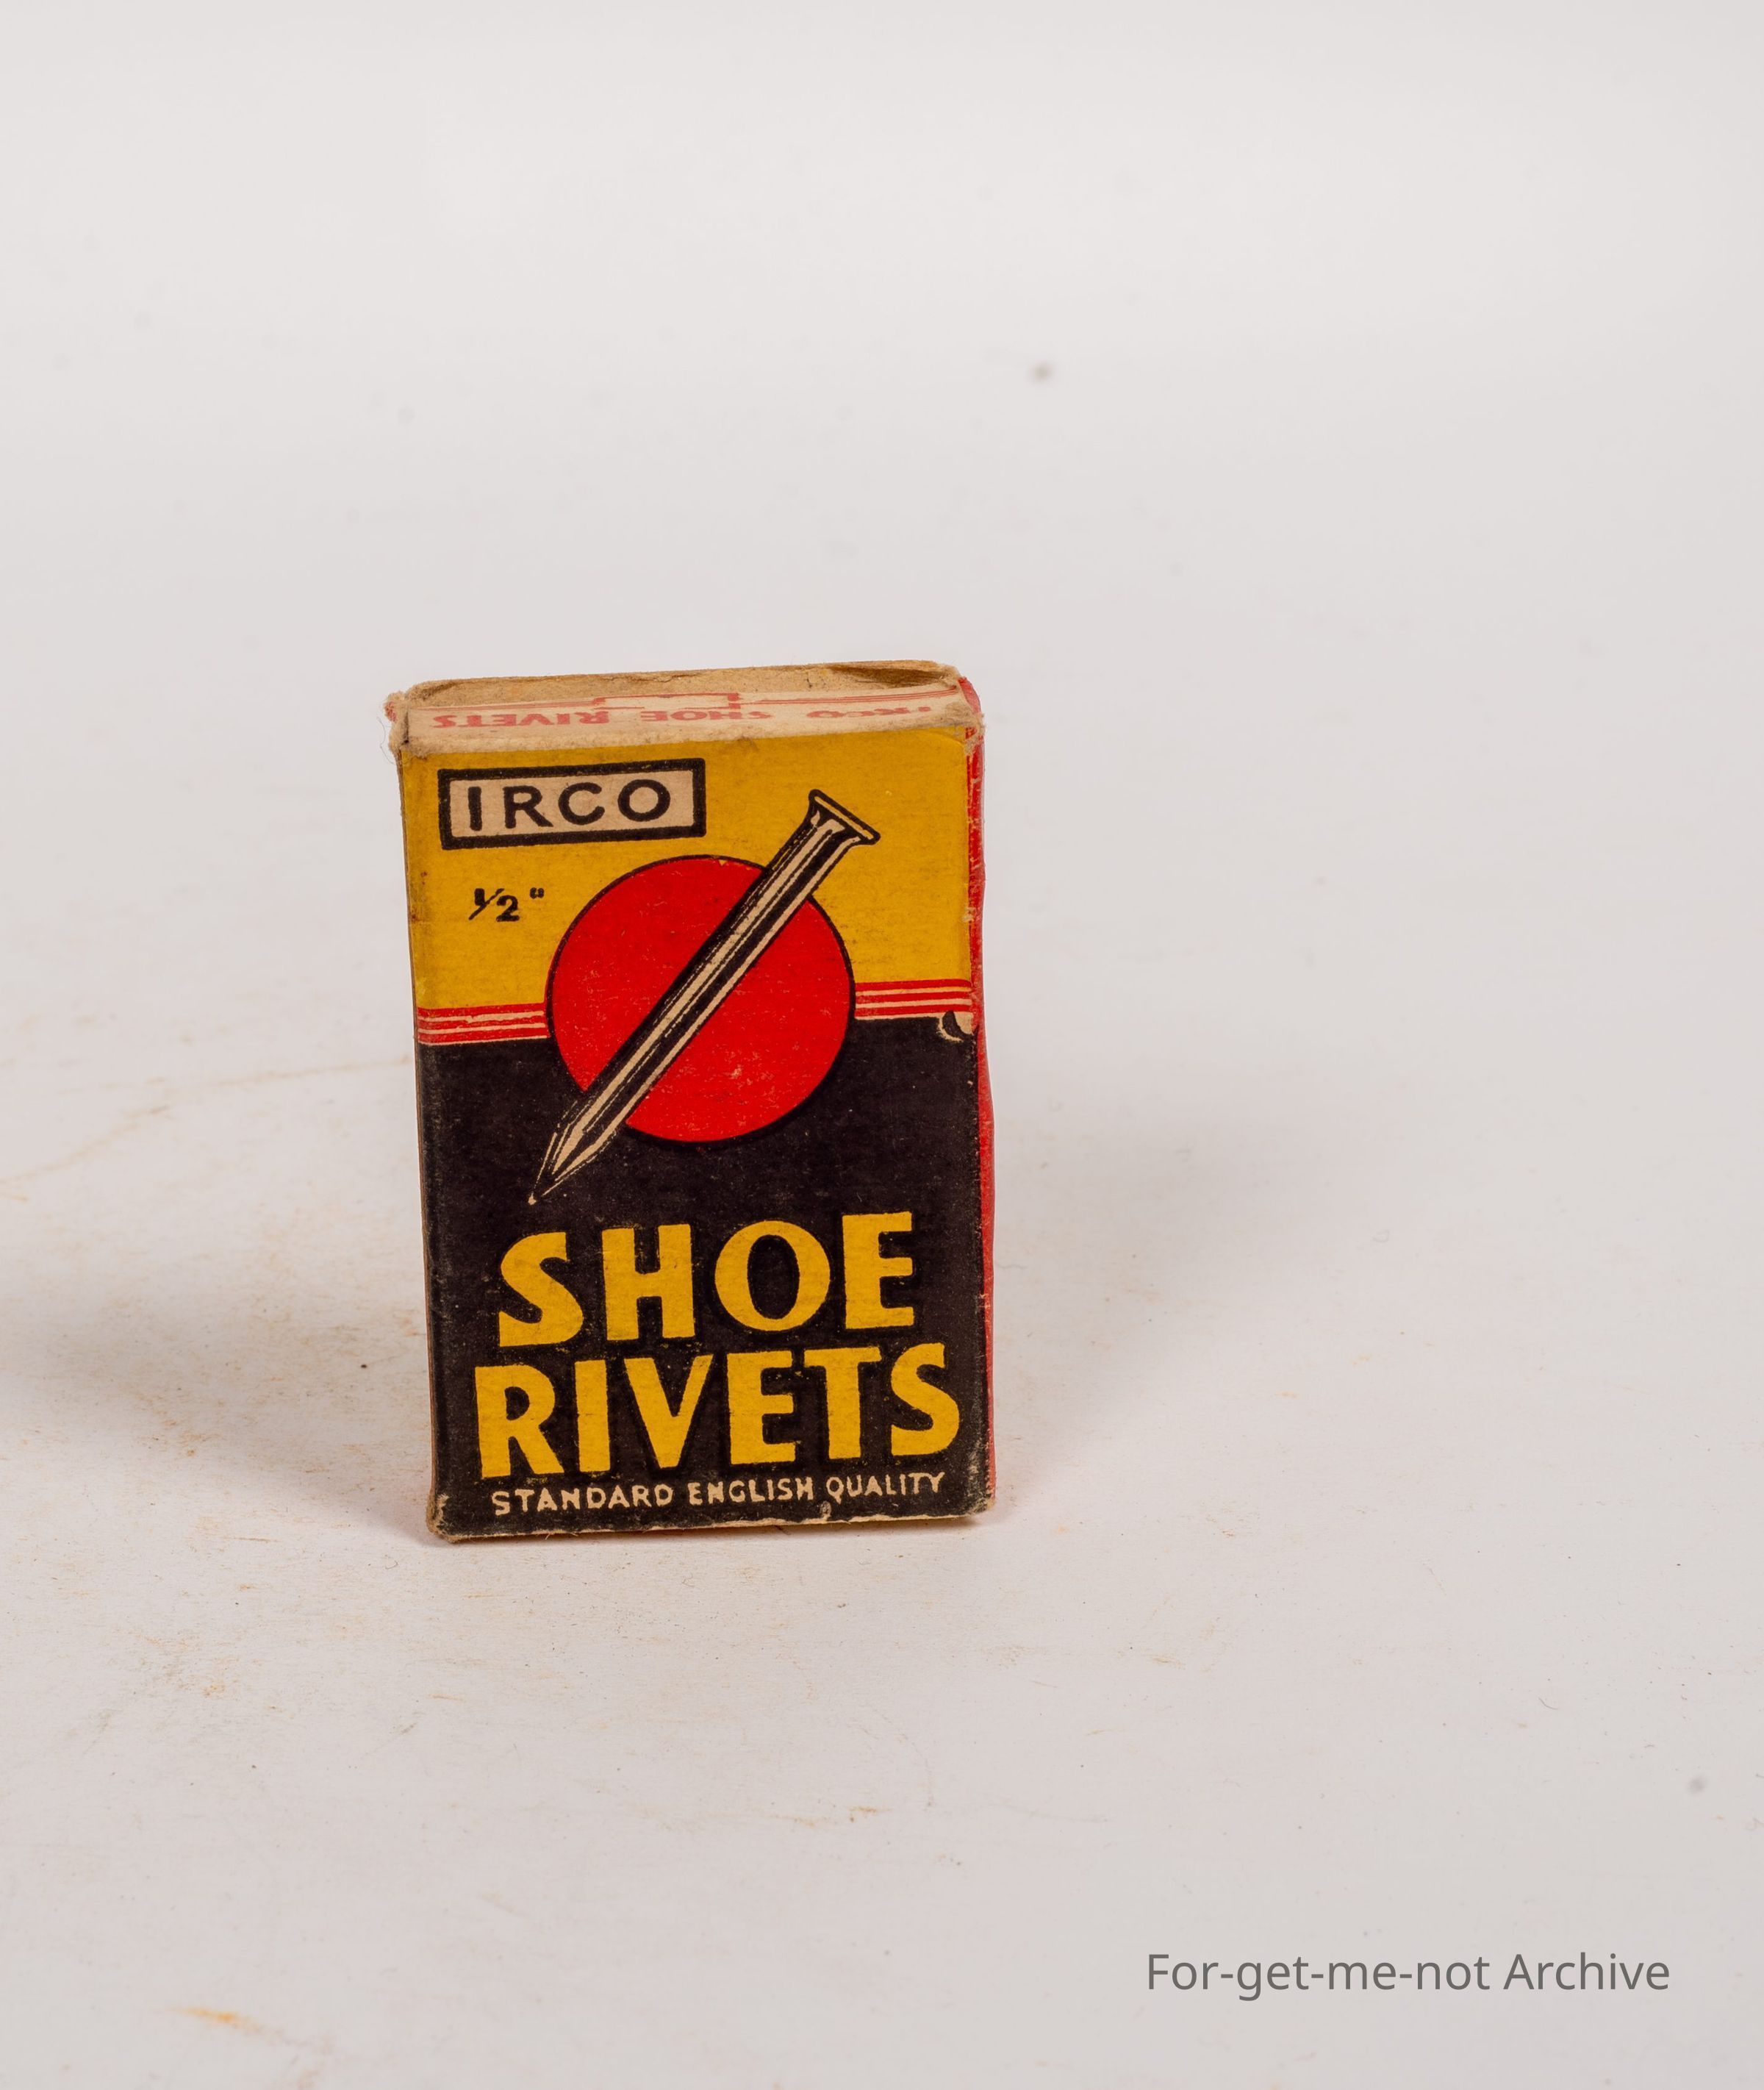 IRCO SHOE RIVETS
IRCO
½"
SHOE
RIVETS
STANDARD ENGLISH QUALITY
For-get-me-not Archive